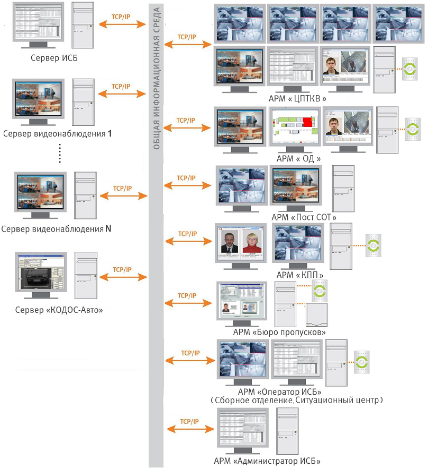 TCP/IP
Сервер ИСБ
TCP/IP
Сервер видеонаблюдения 1
TCP/IP
Сервер видеонаблюдения N
TCP/IP
Сервер «КОДОС-Авто»
ОБЩАЯ ИНФОРМАЦИОННАЯ СРЕДА
TCP/IP
АРМ « ЦПТКВ »
TCP/IP
АРМ « ОД »
TCP/IP
АРМ «Пост СОТ»
TCP/IP
АРМ «КПП»
TCP/IP
АРМ «Бюро пропусков»
TCP/IP
АРМ «Оператор ИСБ»
(Сборное отделение, Ситуационный центр)
TCP/IP
АРМ «Администратор ИСБ»